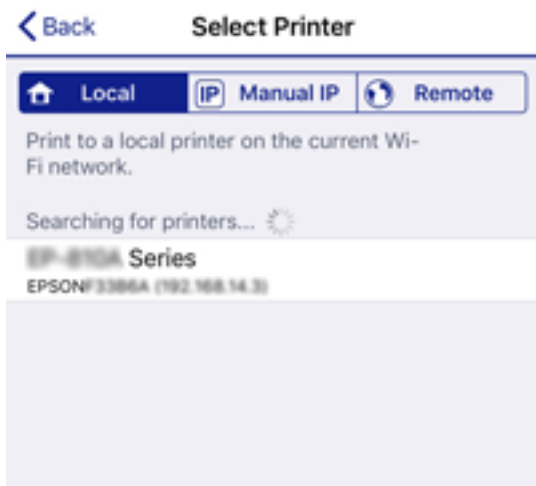 Back Select Printer
Local IP Manual IP Remote
Print to a local printer on the current Wi-
Fi network.
Searching for printers...
Series
EPSON